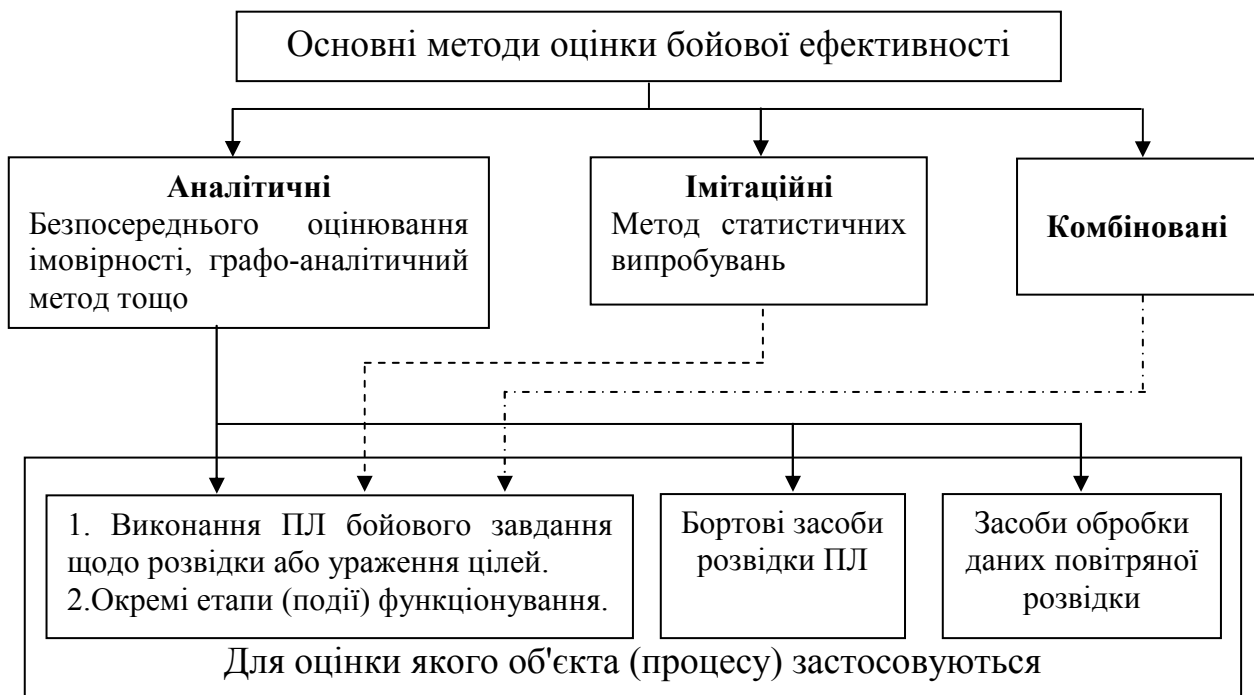 Основні методи оцінки бойової ефективності
Аналітичні
Безпосереднього оцінювання
імовірності, графо-аналітичний
метод тощо
Імітаційні
Метод статистичних
випробувань
Комбіновані
1. Виконання ПЛ бойового завдання
щодо розвідки або ураження цілей.
2.Окремі етапи (події) функціонування.
Бортові засоби
розвідки ПЛ
Засоби обробки
даних повітряної
розвідки
Для оцінки якого об'єкта (процесу) застосовуються